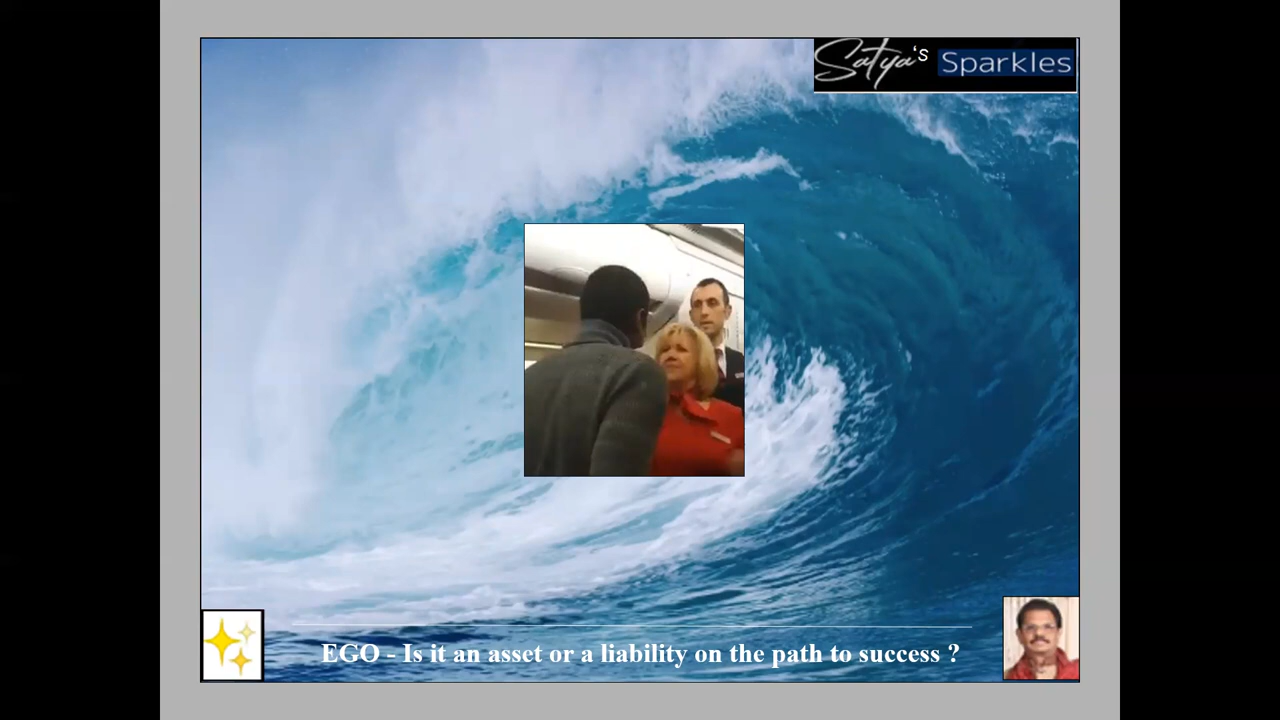 Satya's Sparkles
EGO - Is it an asset or a liability on the path to success ?